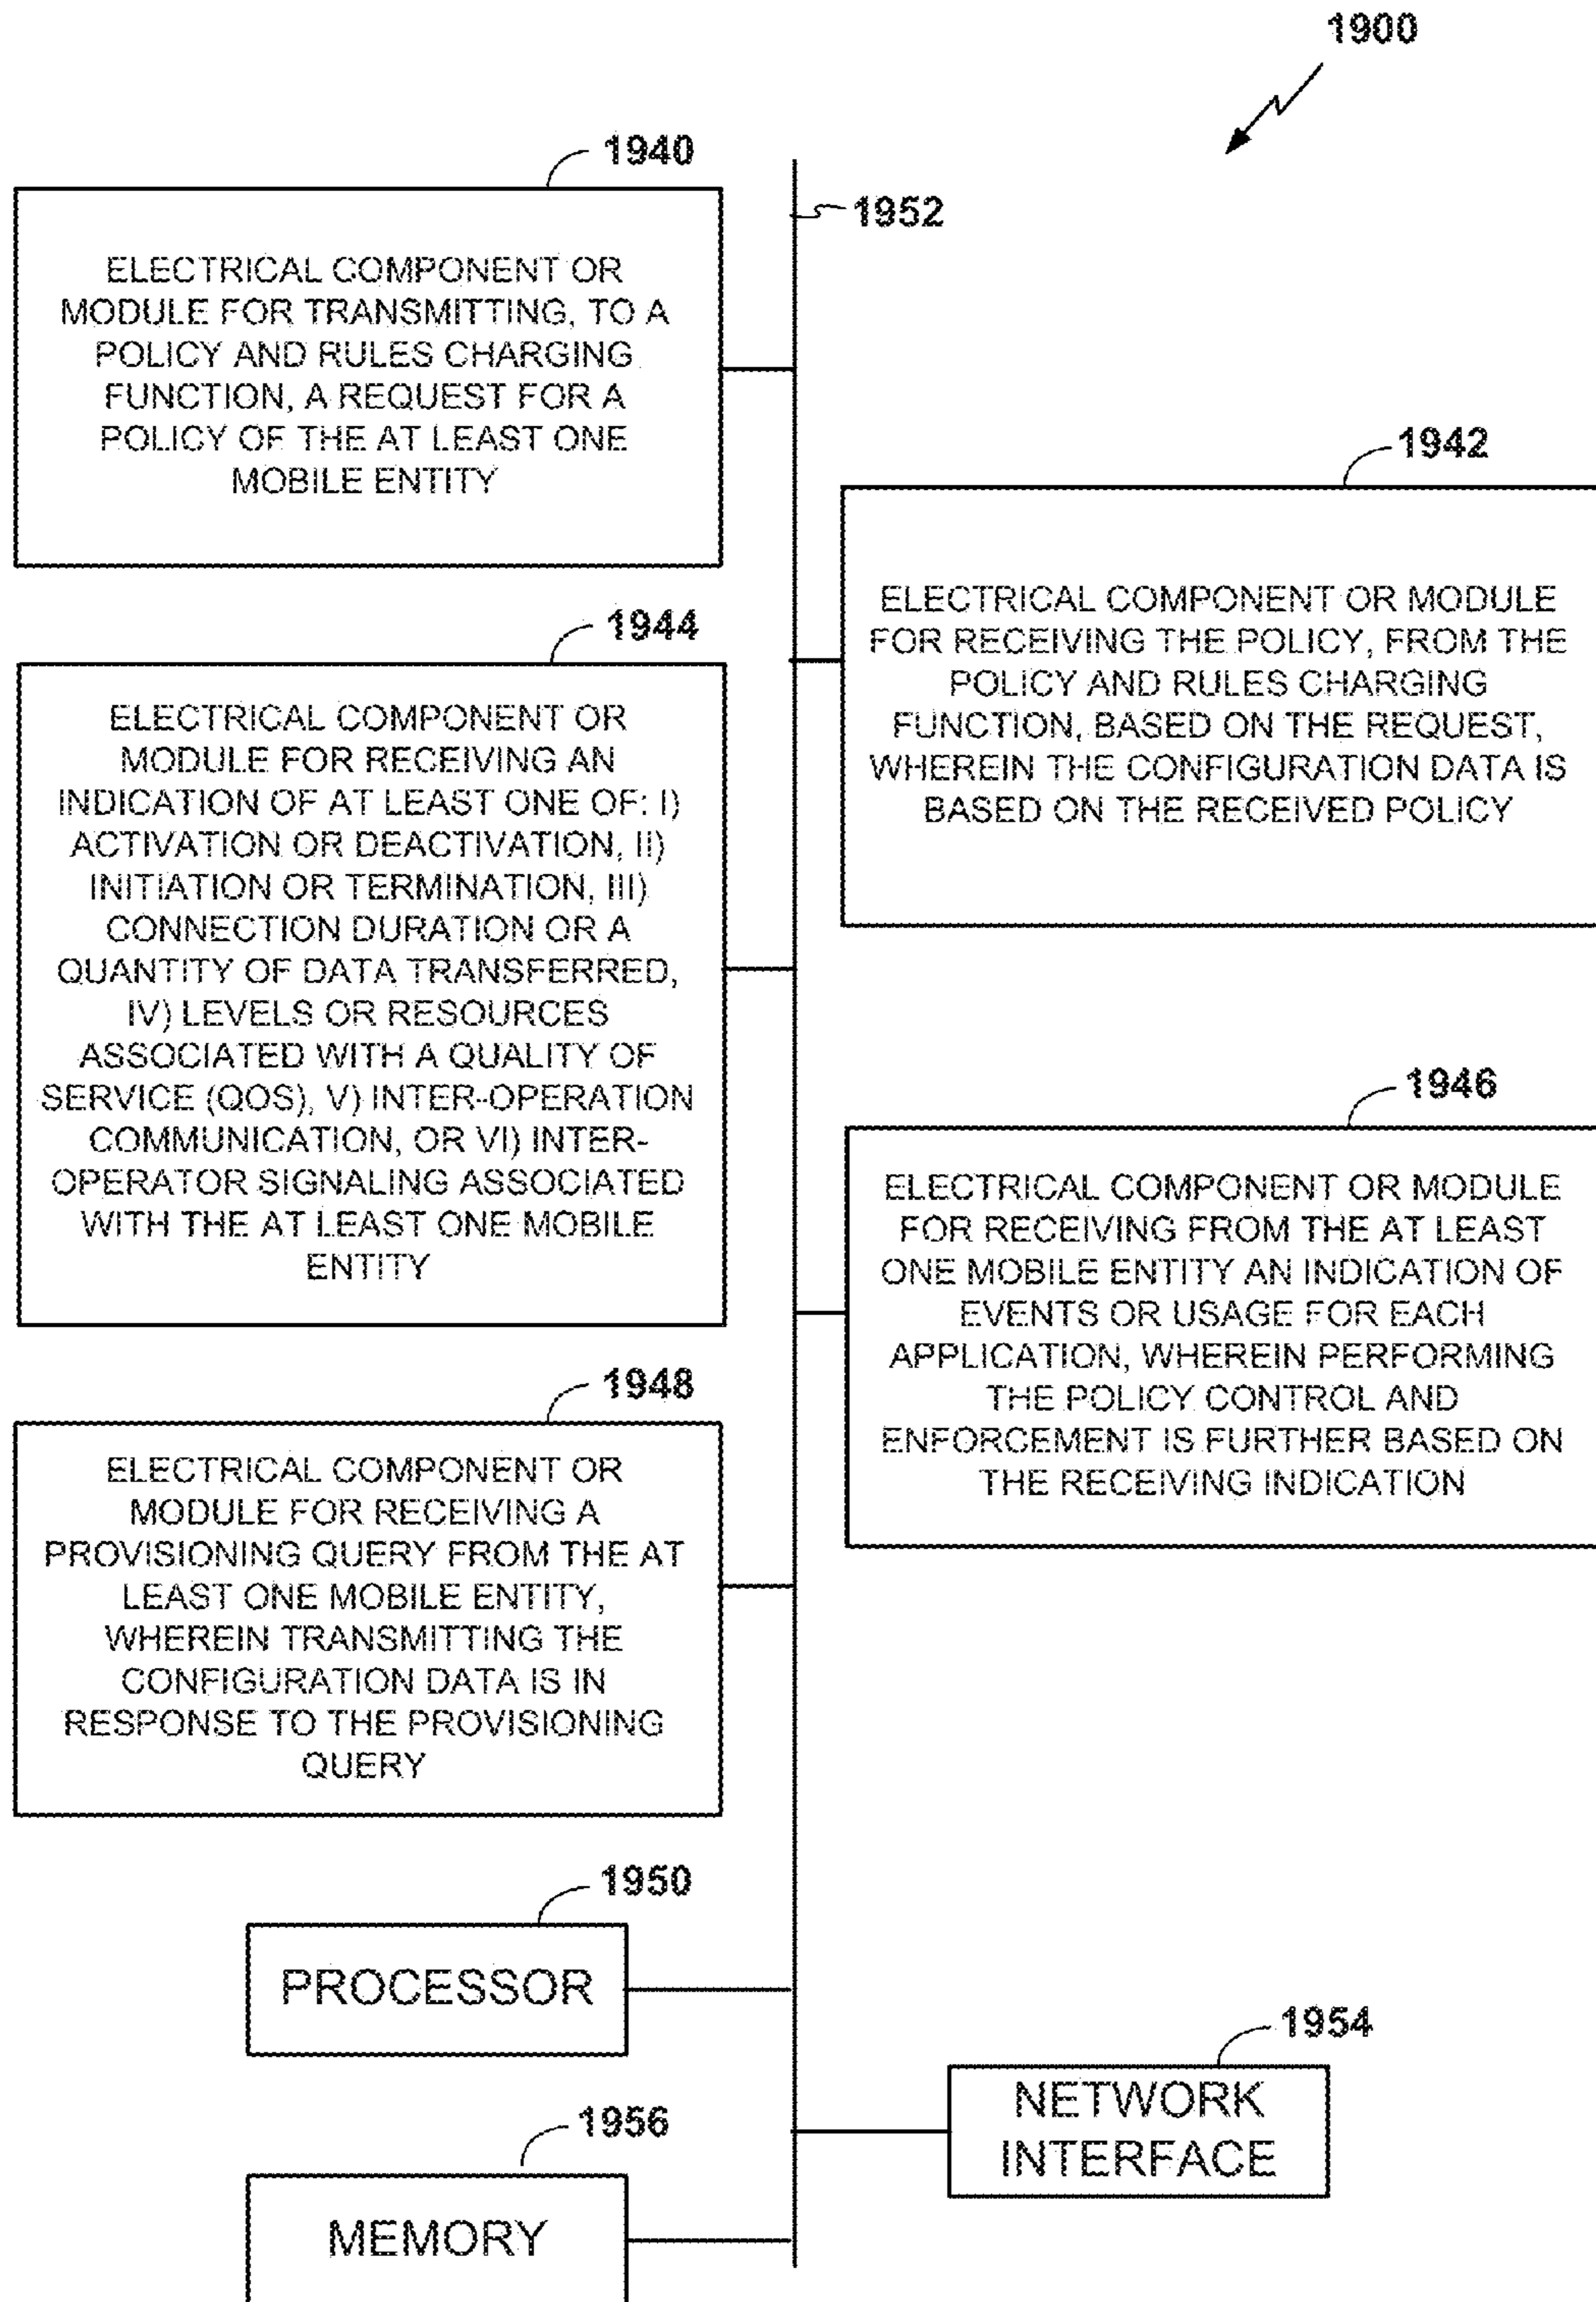 1900
1940
1952
ELECTRICAL COMPONENT OR
MODULE FOR TRANSMITTING, TO A
POLICY AND RULES CHARGING
FUNCTION, A REQUEST FOR A
POLICY OF THE AT LEAST ONE
MOBILE ENTITY
1942
ELECTRICAL COMPONENT OR MODULE
FOR RECEIVING THE POLICY, FROM THE
POLICY AND RULES CHARGING
FUNCTION, BASED ON THE REQUEST,
WHEREIN THE CONFIGURATION DATA IS
BASED ON THE RECEIVED POLICY
1944
ELECTRICAL COMPONENT OR
MODULE FOR RECEIVING AN
INDICATION OF AT LEAST ONE OF: I)
ACTIVATION OR DEACTIVATION, II)
INITIATION OR TERMINATION, III)
CONNECTION DURATION OR A
QUANTITY OF DATA TRANSFERRED,
IV) LEVELS OR RESOURCES
ASSOCIATED WITH A QUALITY OF
SERVICE (QOS), V) INTER-OPERATION
COMMUNICATION, OR VI) INTER-
OPERATOR SIGNALING ASSOCIATED
WITH THE AT LEAST ONE MOBILE
ENTITY
1946
ELECTRICAL COMPONENT OR MODULE
FOR RECEIVING FROM THE AT LEAST
ONE MOBILE ENTITY AN INDICATION OF
EVENTS OR USAGE FOR EACH
APPLICATION, WHEREIN PERFORMING
THE POLICY CONTROL AND
ENFORCEMENT IS FURTHER BASED ON
THE RECEIVING INDICATION
1948
ELECTRICAL COMPONENT OR
MODULE FOR RECEIVING A
PROVISIONING QUERY FROM THE AT
LEAST ONE MOBILE ENTITY,
WHEREIN TRANSMITTING THE
CONFIGURATION DATA IS IN
RESPONSE TO THE PROVISIONING
QUERY
1950
PROCESSOR
1954
NETWORK
INTERFACE
1956
MEMORY